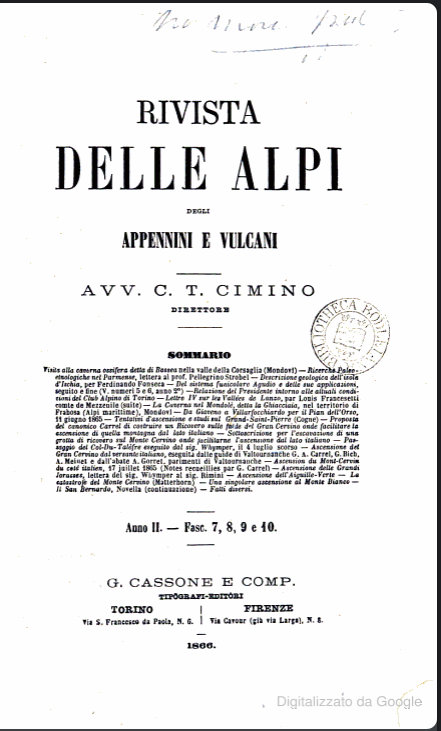 RIVISTA
DELLE ALPI
DEGLI
APPENNINI E VULCANI
AVV. C. T. CIMINO
DIRETTORE
BIBLIOTHECA BODLEI
SOMMARIO
Visita alla caverna ossifera detta di Bossea nella valle della Corsaglia (Mondovì) — Ricerche Paleo-
etnologiche nel Parmense, lettera al prof. Pellegrino Strobel — Descrizione geologica dell'isola
d'Ischia, per Ferdinando Fonseca — Del sistema funicolare Agudio e delle sue applicazioni,
seguito e fine (V. numeri 5 e 6, anno 2º) — Relazione del Presidente intorno alle attuali condi-
zioni del Club Alpino di Torino — Lettre IV sur les Vallées de Lanzo, par Louis Francesetti
comte de Mezzenile (suite) — La Caverna nel Mondolè, detta la Ghiacciaia, nel territorio di
Frabosa (Alpi marittime), Mondovì — Da Giaveno a Villarfocchiardo per il Pian dell'Orso,
11 giugno 1865 — Tentativi d'ascensione e studi sul Grand-Saint-Pierre (Cogne) — Proposta
del canonico Carrel di costruire un Ricovero sulle falde del Gran Cervino onde facilitare la
ascensione di quella montagna dal lato italiano — Sottoscrizione per l'escavazione di una
grotta di ricovero sul Monte Cervino onde facilitarne l'ascensione dal lato italiano — Pas-
saggio del Col-Du-Talèfre eseguito dal sig. Whymper, il 4 luglio scorso — Ascensione del
Gran Cervino dal versante italiano, eseguita dalle guide di Valtournanche G. A. Carrel, G. Bich,
A. Meinet e dall'abate A. Gorret, parimenti di Valtournanche — Ascension du Mont-Cervin
du coté italien, 17 juillet 1865 (Notes recueillies par G. Carrel) — Ascensione delle Grandi
Jorasses, lettera del sig. Whymper al sig. Rimini — Ascensione dell'Aiguille-Verte — La
catastrofe del Monte Cervino (Matterhorn) — Una singolare ascensione al Monte Bianco —
Il San Bernardo, Novella (continuazione) — Fatti diversi.
Anno II. — Fasc. 7, 8, 9 e 10.
G. CASSONE E COMP.
TIPOGRAFI-EDITORI
TORINO | FIRENZE
Via S. Francesco da Paola, N. 6. | Via Cavour (già via Larga), N. 8.
1866.
Digitalizzato da Google